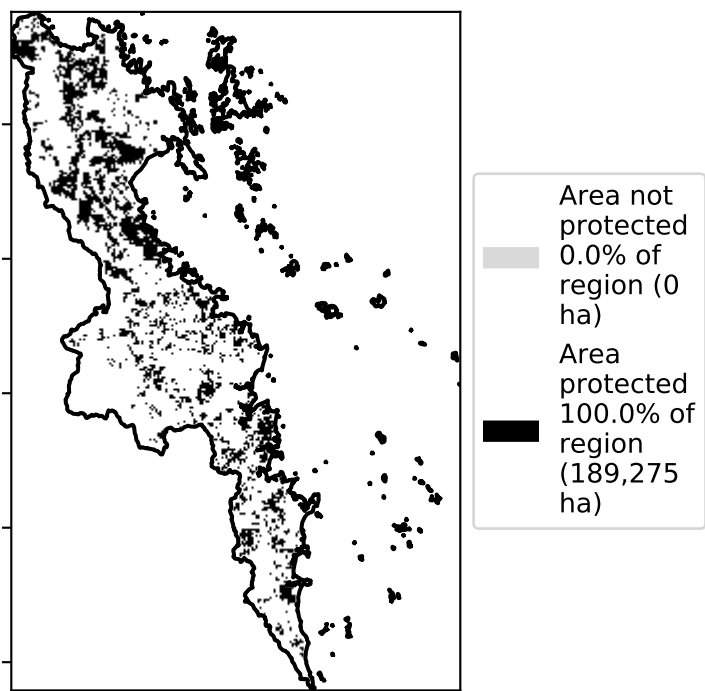 Area not
protected
0.0% of
region (0
ha)
Area
protected
100.0% of
region
(189,275
ha)